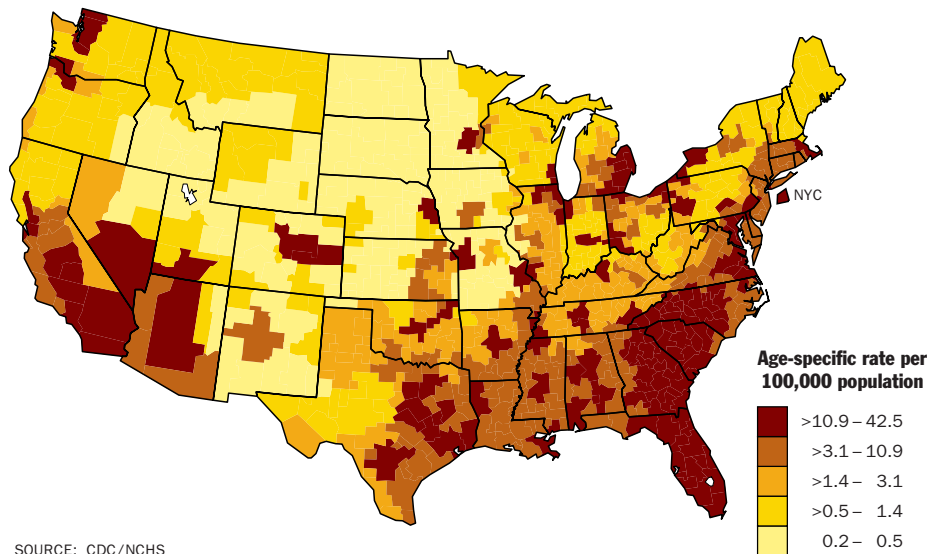 NYC
Age-specific rate per
100,000 population
>10.9 – 42.5
>3.1 – 10.9
>1.4 – 3.1
>0.5 – 1.4
0.2 – 0.5
SOURCE: CDC/NCHS